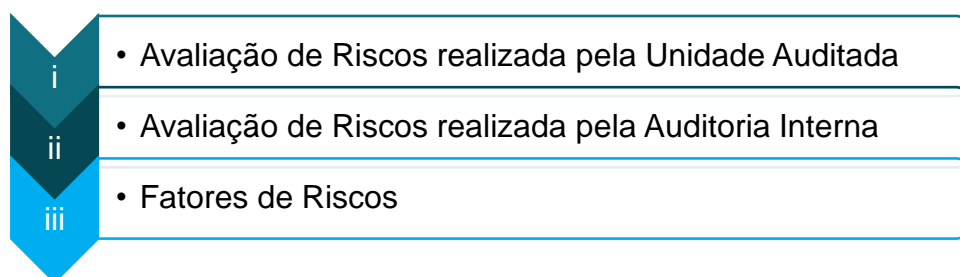 i
• Avaliação de Riscos realizada pela Unidade Auditada
ii
• Avaliação de Riscos realizada pela Auditoria Interna
iii
• Fatores de Riscos